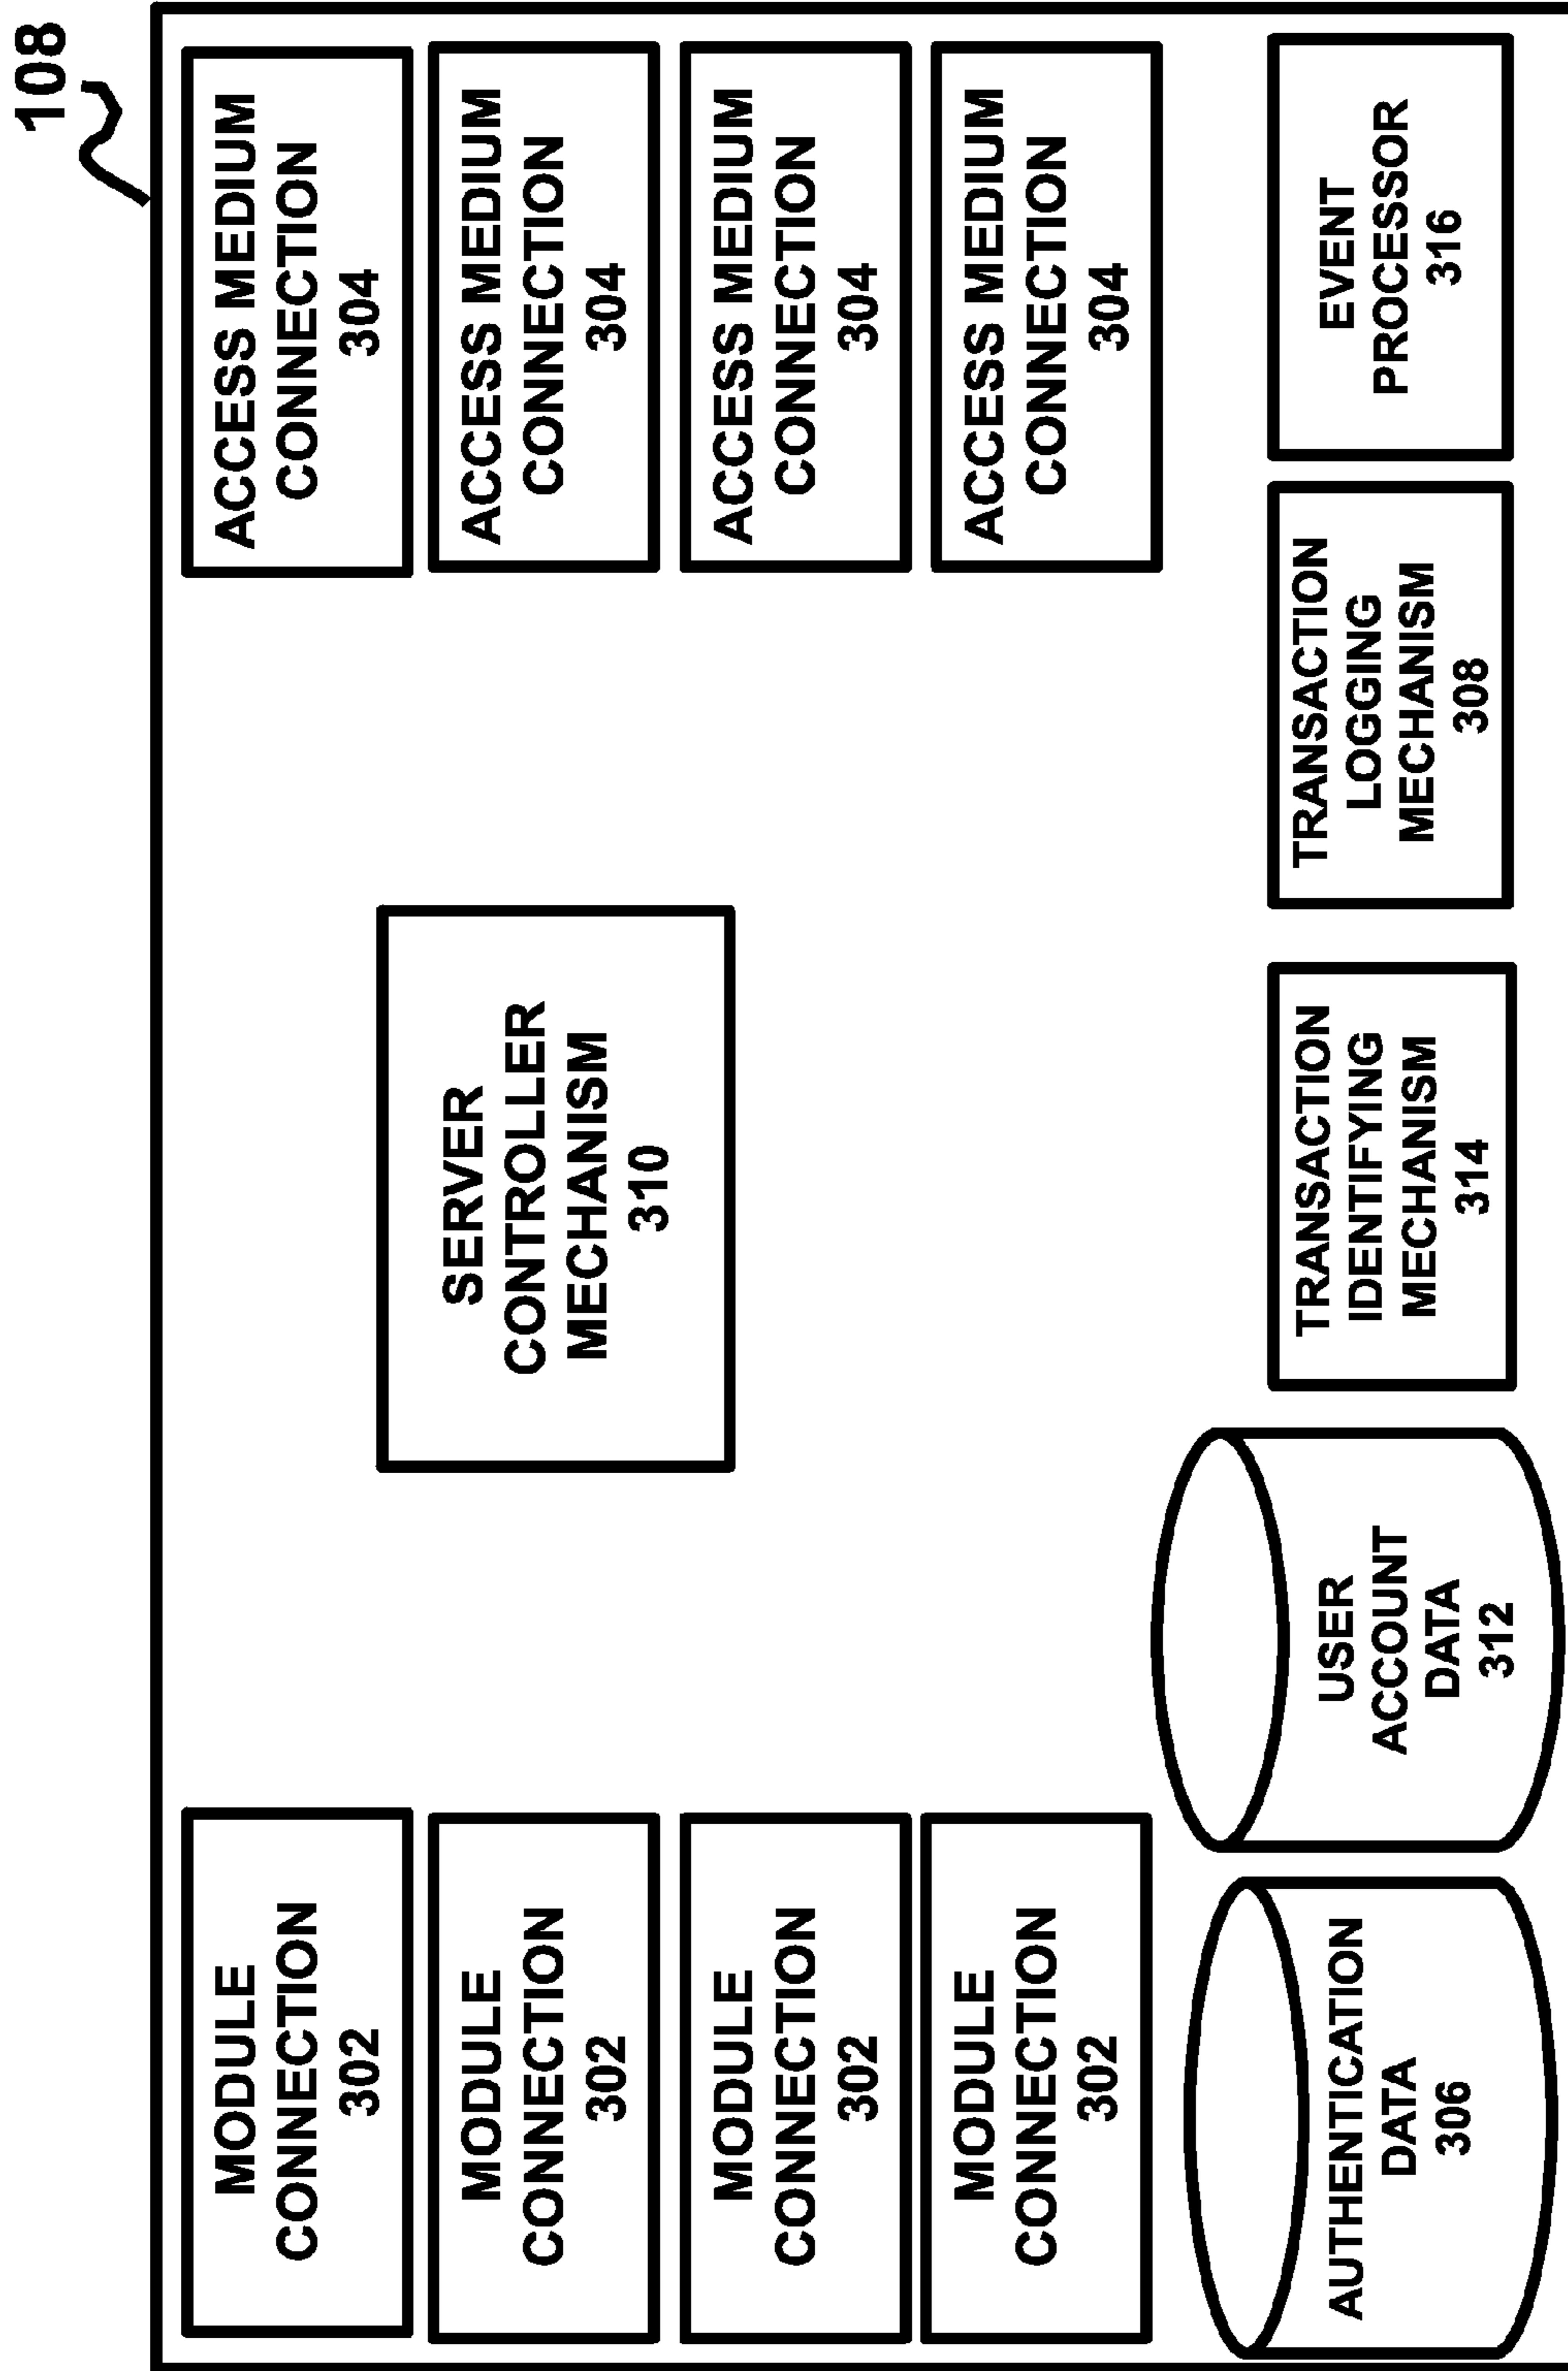 108
MODULE
CONNECTION
302
MODULE
CONNECTION
302
MODULE
CONNECTION
302
MODULE
CONNECTION
302
SERVER
CONTROLLER
MECHANISM
310
ACCESS MEDIUM
CONNECTION
304
ACCESS MEDIUM
CONNECTION
304
ACCESS MEDIUM
CONNECTION
304
ACCESS MEDIUM
CONNECTION
304
AUTHENTICATION
DATA
306
USER
ACCOUNT
DATA
312
TRANSACTION
IDENTIFYING
MECHANISM
314
TRANSACTION
LOGGING
MECHANISM
308
EVENT
PROCESSOR
316